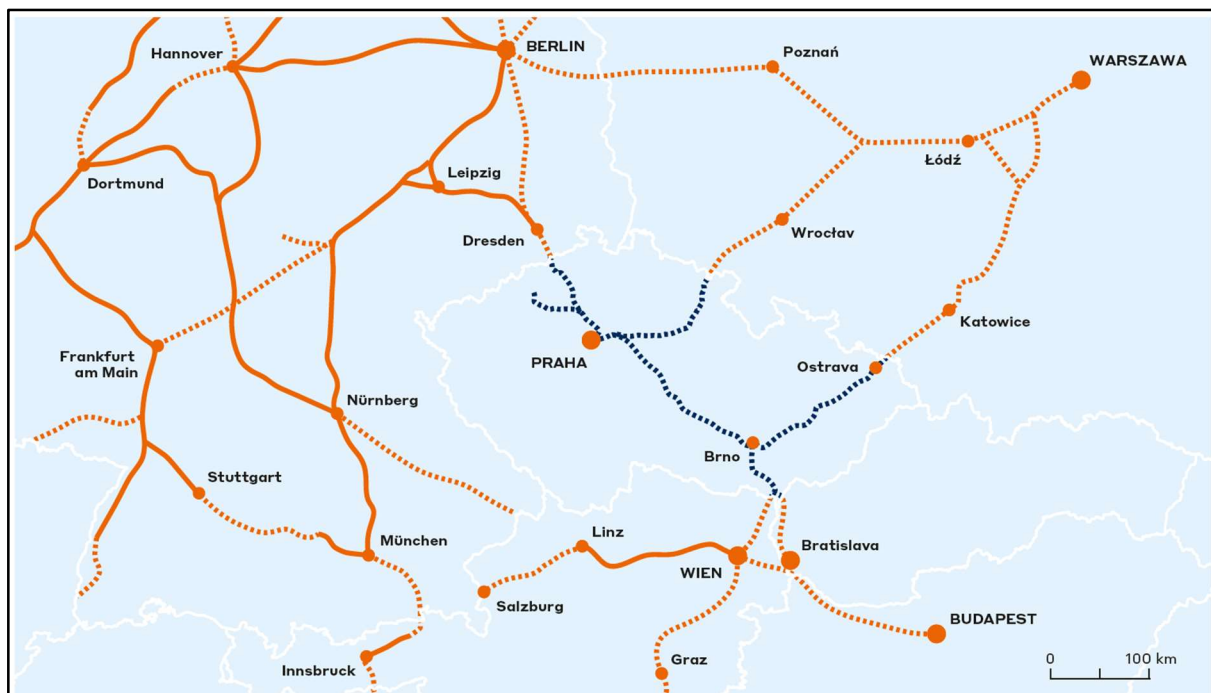 Hannover
BERLIN
Poznań
WARSZAWA
Dortmund
Leipzig
Łódź
Dresden
Wrocłav
Frankfurt
am Main
PRAHA
Katowice
Ostrava
Nürnberg
Brno
Stuttgart
München
Linz
WIEN
Bratislava
Salzburg
BUDAPEST
Innsbruck
Graz
0 100 km